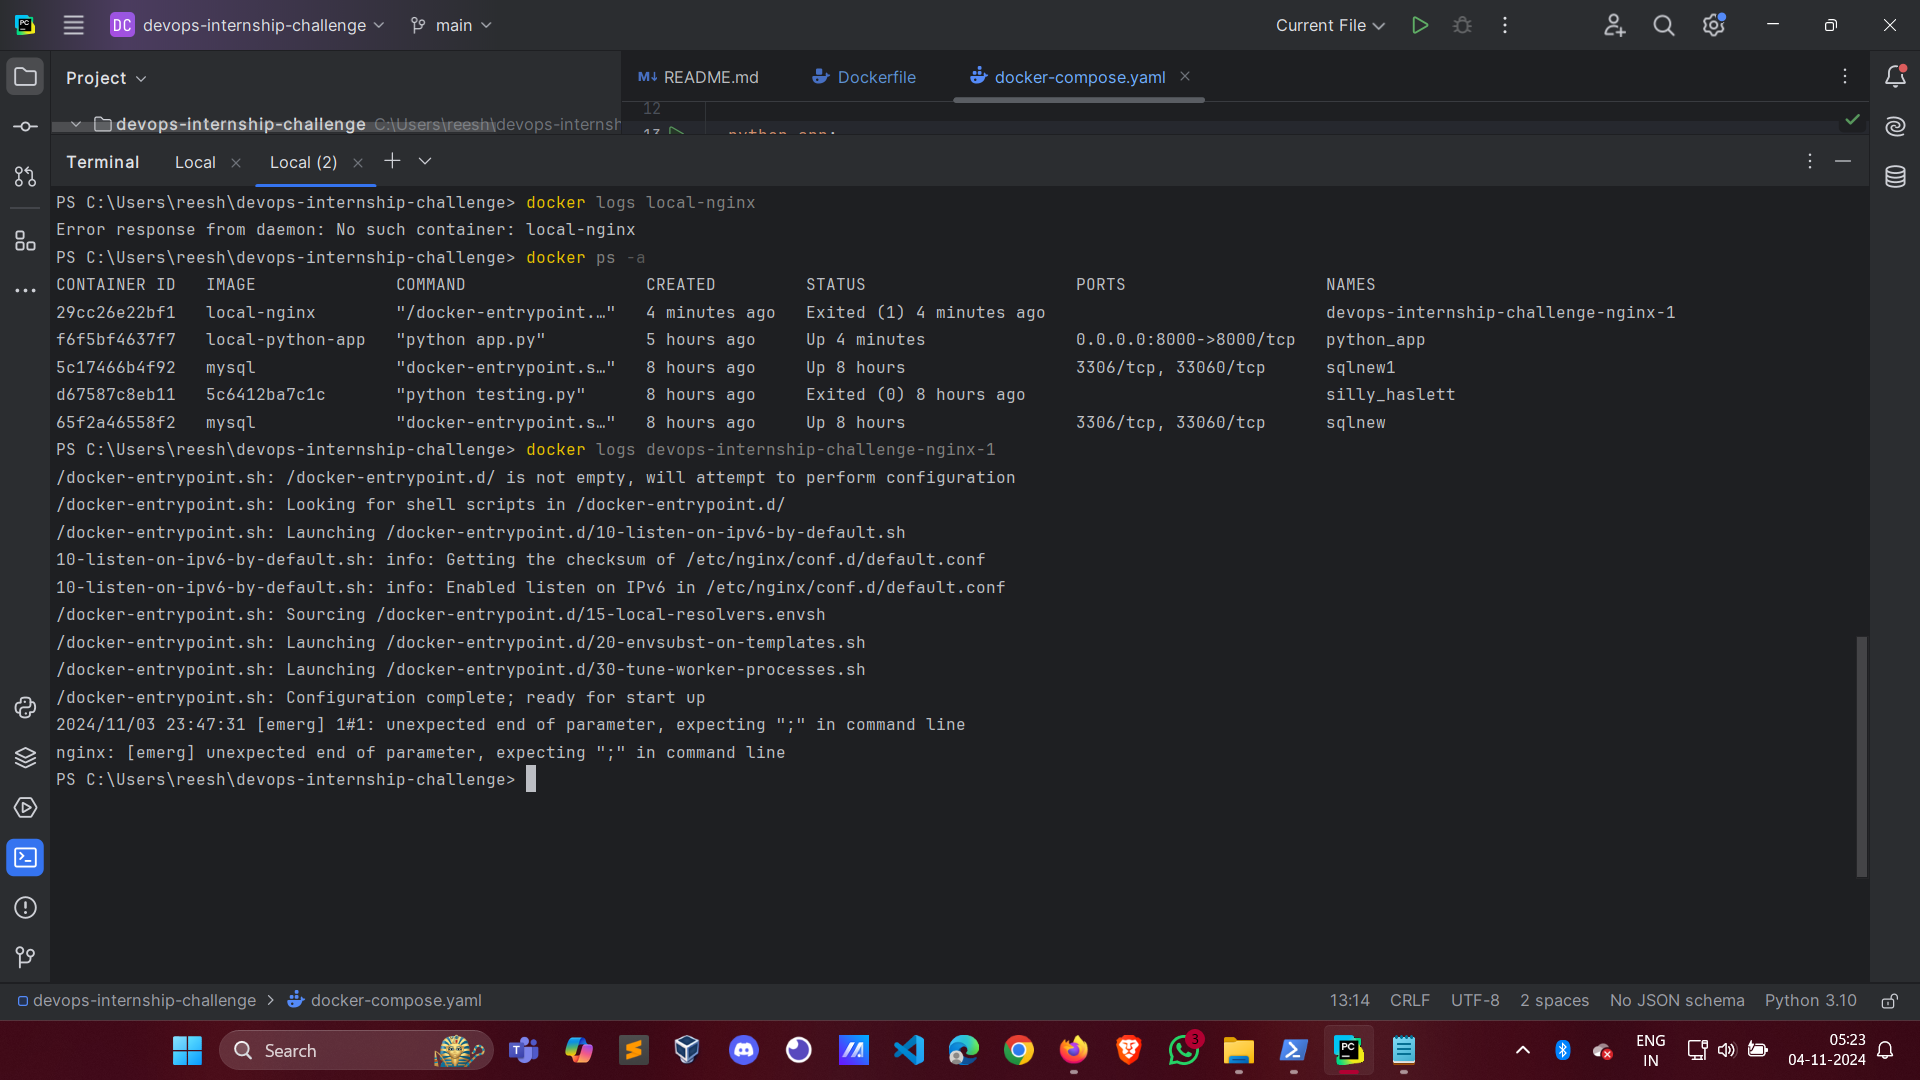 DC devops-internship-challenge main Current File
Project README.md Dockerfile docker-compose.yaml
12
devops-internship-challenge C:\Users\reesh\devops-internsh
13 python_app:
Terminal Local Local (2)
PS C:\Users\reesh\devops-internship-challenge> docker logs local-nginx
Error response from daemon: No such container: local-nginx
PS C:\Users\reesh\devops-internship-challenge> docker ps -a
CONTAINER ID IMAGE COMMAND CREATED STATUS PORTS NAMES
29cc26e22bf1 local-nginx "/docker-entrypoint.…" 4 minutes ago Exited (1) 4 minutes ago devops-internship-challenge-nginx-1
f6f5bf4637f7 local-python-app "python app.py" 5 hours ago Up 4 minutes 0.0.0.0:8000->8000/tcp python_app
5c17466b4f92 mysql "docker-entrypoint.s…" 8 hours ago Up 8 hours 3306/tcp, 33060/tcp sqlnew1
d67587c8eb11 5c6412ba7c1c "python testing.py" 8 hours ago Exited (0) 8 hours ago silly_haslett
65f2a46558f2 mysql "docker-entrypoint.s…" 8 hours ago Up 8 hours 3306/tcp, 33060/tcp sqlnew
PS C:\Users\reesh\devops-internship-challenge> docker logs devops-internship-challenge-nginx-1
/docker-entrypoint.sh: /docker-entrypoint.d/ is not empty, will attempt to perform configuration
/docker-entrypoint.sh: Looking for shell scripts in /docker-entrypoint.d/
/docker-entrypoint.sh: Launching /docker-entrypoint.d/10-listen-on-ipv6-by-default.sh
10-listen-on-ipv6-by-default.sh: info: Getting the checksum of /etc/nginx/conf.d/default.conf
10-listen-on-ipv6-by-default.sh: info: Enabled listen on IPv6 in /etc/nginx/conf.d/default.conf
/docker-entrypoint.sh: Sourcing /docker-entrypoint.d/15-local-resolvers.envsh
/docker-entrypoint.sh: Launching /docker-entrypoint.d/20-envsubst-on-templates.sh
/docker-entrypoint.sh: Launching /docker-entrypoint.d/30-tune-worker-processes.sh
/docker-entrypoint.sh: Configuration complete; ready for start up
2024/11/03 23:47:31 [emerg] 1#1: unexpected end of parameter, expecting ";" in command line
nginx: [emerg] unexpected end of parameter, expecting ";" in command line
PS C:\Users\reesh\devops-internship-challenge>
devops-internship-challenge > docker-compose.yaml 13:14 CRLF UTF-8 2 spaces No JSON schema Python 3.10
Search 3 ENG IN 05:23
04-11-2024